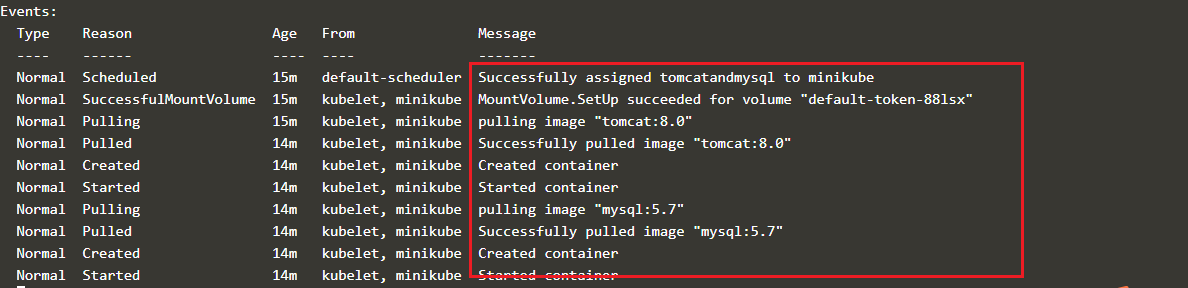 Events:
Type Reason Age From Message
---- ------ ---- ---- -------
Normal Scheduled 15m default-scheduler Successfully assigned tomcatandmysql to minikube
Normal SuccessfulMountVolume 15m kubelet, minikube MountVolume.SetUp succeeded for volume "default-token-88lsx"
Normal Pulling 15m kubelet, minikube pulling image "tomcat:8.0"
Normal Pulled 14m kubelet, minikube Successfully pulled image "tomcat:8.0"
Normal Created 14m kubelet, minikube Created container
Normal Started 14m kubelet, minikube Started container
Normal Pulling 14m kubelet, minikube pulling image "mysql:5.7"
Normal Pulled 14m kubelet, minikube Successfully pulled image "mysql:5.7"
Normal Created 14m kubelet, minikube Created container
Normal Started 14m kubelet, minikube Started container